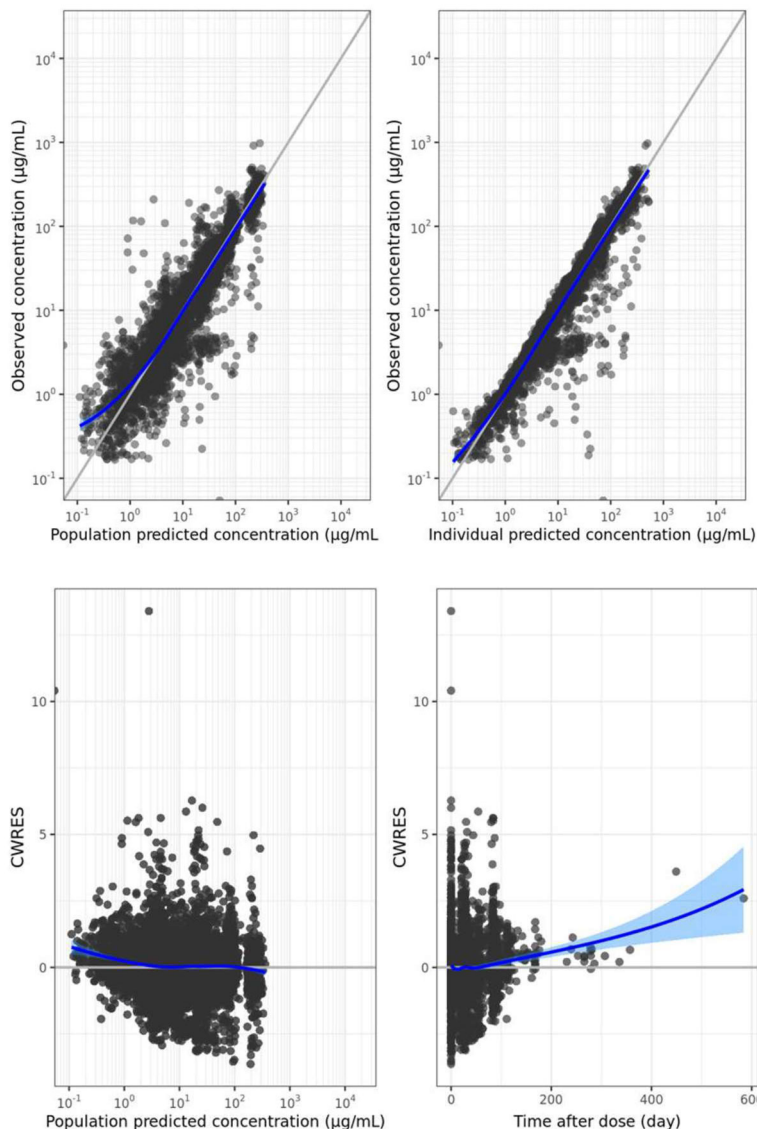 10⁴
10³
10²
10¹
10⁰
10⁻¹
Observed concentration (µg/mL)
10⁻¹ 10⁰ 10¹ 10² 10³ 10⁴
Population predicted concentration (µg/mL
10⁴
10³
10²
10¹
10⁰
10⁻¹
Observed concentration (µg/mL)
10⁻¹ 10⁰ 10¹ 10² 10³ 10⁴
Individual predicted concentration (µg/mL)
10
5
0
CWRES
10⁻¹ 10⁰ 10¹ 10² 10³
Population predicted concentration (µg/mL)
10
5
0
CWRES
0 200 400 600
Time after dose (day)